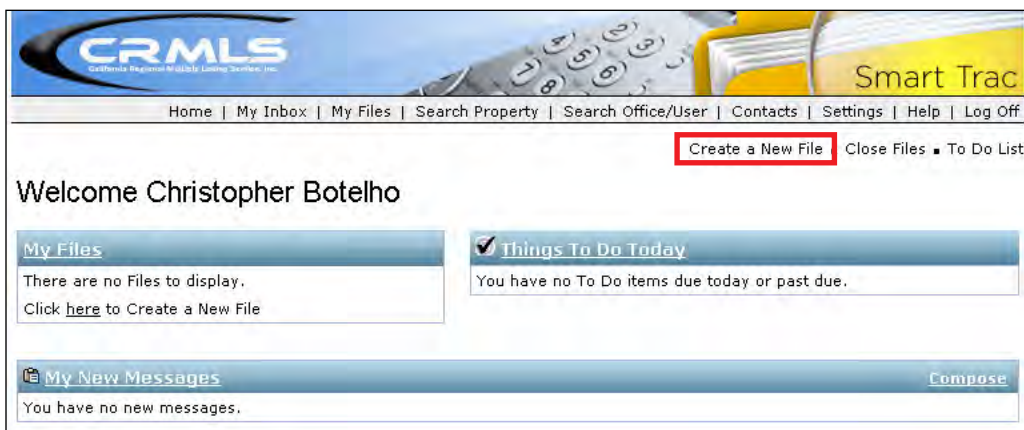 CRMLS
California Regional Multiple Listing Service, Inc.
Smart Trac
Home | My Inbox | My Files | Search Property | Search Office/User | Contacts | Settings | Help | Log Off
Create a New File Close Files ▪ To Do List
Welcome Christopher Botelho
My Files
Things To Do Today
There are no Files to display.
You have no To Do items due today or past due.
Click here to Create a New File
My New Messages
Compose
You have no new messages.